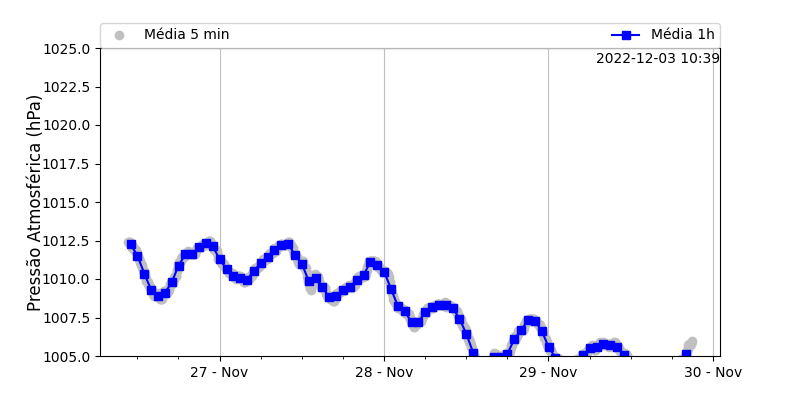 Média 5 min
Média 1h
2022-12-03 10:39
Pressão Atmosférica (hPa)
1025.0
1022.5
1020.0
1017.5
1015.0
1012.5
1010.0
1007.5
1005.0
27 - Nov
28 - Nov
29 - Nov
30 - Nov